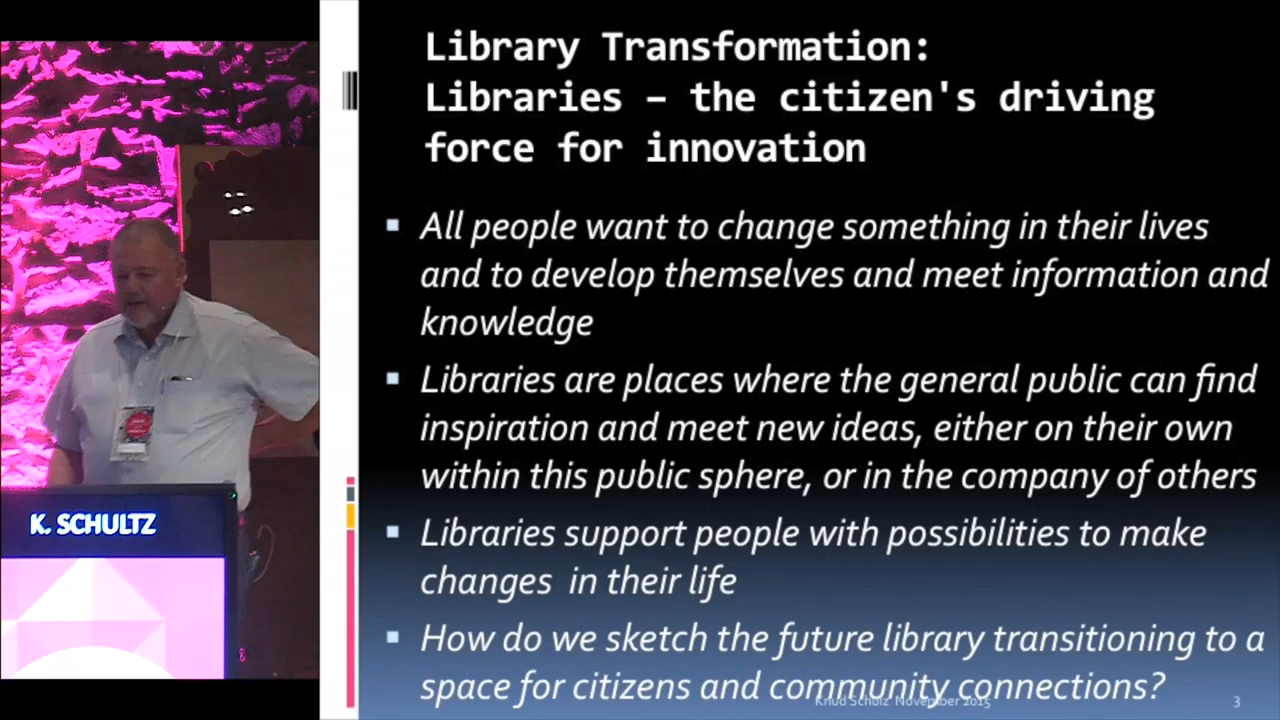 Library Transformation:
Libraries – the citizen's driving
force for innovation
All people want to change something in their lives
and to develop themselves and meet information and
knowledge
Libraries are places where the general public can find
inspiration and meet new ideas, either on their own
within this public sphere, or in the company of others
Libraries support people with possibilities to make
changes  in their life
How do we sketch the future library transitioning to a
space for citizens and community connections?
Knud Schulz  November 2015
3
K. SCHULTZ